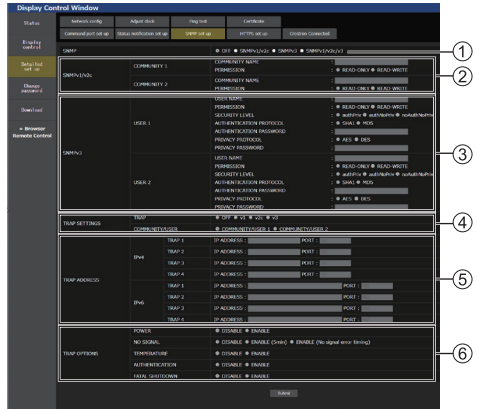 Display Control Window
Status
Display control
Detailed set up
Change password
Download
» Browser Remote Control
Network config Adjust clock Ping test Certificate
Command port set up Status notification set up SNMP set up HTTPS set up Crestron Connected
SNMP OFF SNMPv1/v2c SNMPv3 SNMPv1/v2c/v3
①
SNMPv1/v2c
COMMUNITY 1
COMMUNITY NAME :
PERMISSION : READ-ONLY READ-WRITE
COMMUNITY 2
COMMUNITY NAME :
PERMISSION : READ-ONLY READ-WRITE
②
SNMPv3
USER 1
USER NAME :
PERMISSION : READ-ONLY READ-WRITE
SECURITY LEVEL : authPriv authNoPriv noAuthNoPriv
AUTHENTICATION PROTOCOL : SHA1 MD5
AUTHENTICATION PASSWORD :
PRIVACY PROTOCOL : AES DES
PRIVACY PASSWORD :
USER 2
USER NAME :
PERMISSION : READ-ONLY READ-WRITE
SECURITY LEVEL : authPriv authNoPriv noAuthNoPriv
AUTHENTICATION PROTOCOL : SHA1 MD5
AUTHENTICATION PASSWORD :
PRIVACY PROTOCOL : AES DES
PRIVACY PASSWORD :
③
TRAP SETTINGS
TRAP OFF v1 v2c v3
COMMUNITY/USER COMMUNITY/USER 1 COMMUNITY/USER 2
④
TRAP ADDRESS
IPv4
TRAP 1 IP ADDRESS : PORT :
TRAP 2 IP ADDRESS : PORT :
TRAP 3 IP ADDRESS : PORT :
TRAP 4 IP ADDRESS : PORT :
IPv6
TRAP 1 IP ADDRESS : PORT :
TRAP 2 IP ADDRESS : PORT :
TRAP 3 IP ADDRESS : PORT :
TRAP 4 IP ADDRESS : PORT :
⑤
TRAP OPTIONS
POWER DISABLE ENABLE
NO SIGNAL DISABLE ENABLE (5min) ENABLE (No signal error timing)
TEMPERATURE DISABLE ENABLE
AUTHENTICATION DISABLE ENABLE
FATAL SHUTDOWN DISABLE ENABLE
⑥
Submit